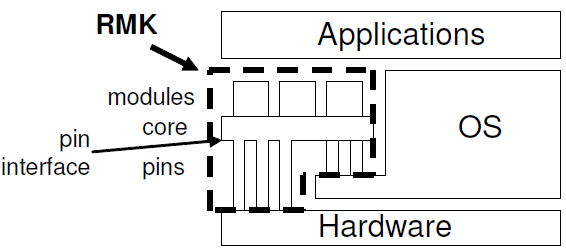 RMK
Applications
modules
core
pin
interface
pins
OS
Hardware